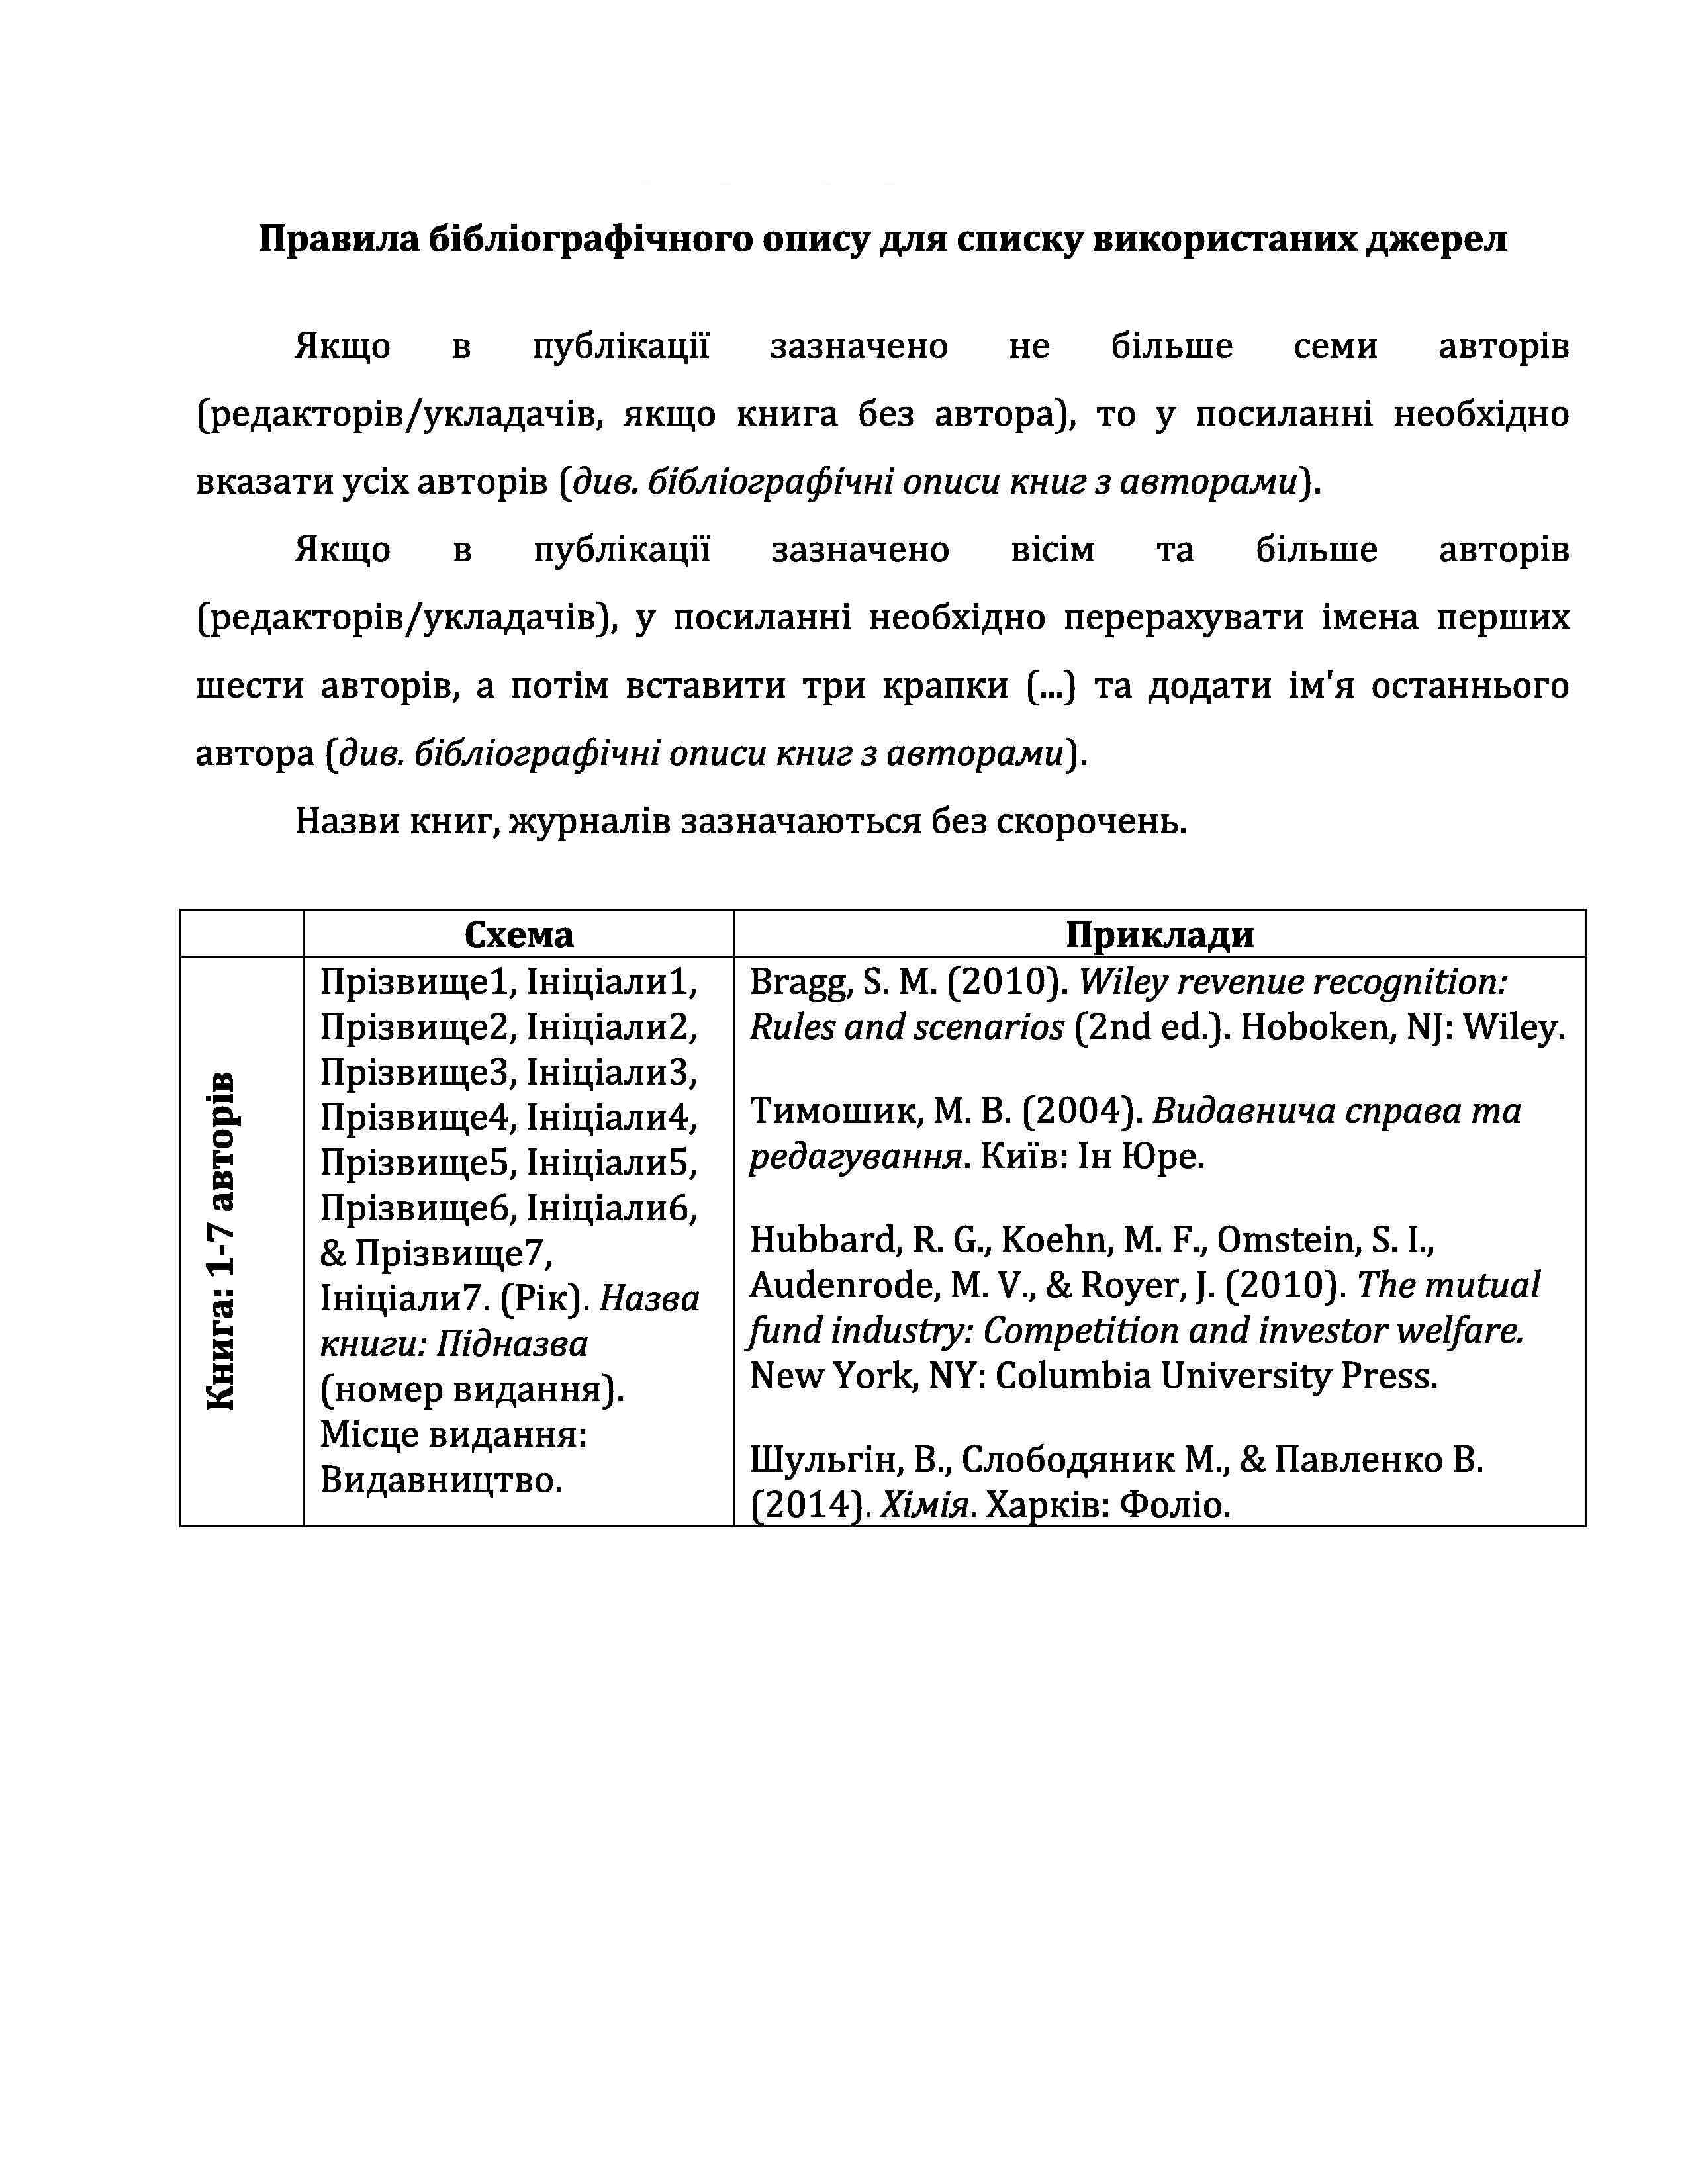 Правила бібліографічного опису для списку використаних джерел
Якщо в публікації зазначено не більше семи авторів
(редакторів/укладачів, якщо книга без автора), то у посиланні необхідно
вказати усіх авторів (див. бібліографічні описи книг з авторами).
Якщо в публікації зазначено вісім та більше авторів
(редакторів/укладачів), у посиланні необхідно перерахувати імена перших
шести авторів, а потім вставити три крапки (...) та додати ім'я останнього
автора (див. бібліографічні описи книг з авторами).
Назви книг, журналів зазначаються без скорочень.
Схема
Приклади
Книга: 1-7 авторів
Прізвище1, Ініціали1,
Прізвище2, Ініціали2,
Прізвище3, Ініціали3,
Прізвище4, Ініціали4,
Прізвище5, Ініціали5,
Прізвище6, Ініціали6,
& Прізвище7,
Ініціали7. (Рік). Назва
книги: Підназва
(номер видання).
Місце видання:
Видавництво.
Bragg, S. M. (2010). Wiley revenue recognition:
Rules and scenarios (2nd ed.). Hoboken, NJ: Wiley.
Тимошик, М. В. (2004). Видавнича справа та
редагування. Київ: Ін Юре.
Hubbard, R. G., Koehn, M. F., Omstein, S. I.,
Audenrode, M. V., & Royer, J. (2010). The mutual
fund industry: Competition and investor welfare.
New York, NY: Columbia University Press.
Шульгін, В., Слободяник М., & Павленко В.
(2014). Хімія. Харків: Фоліо.